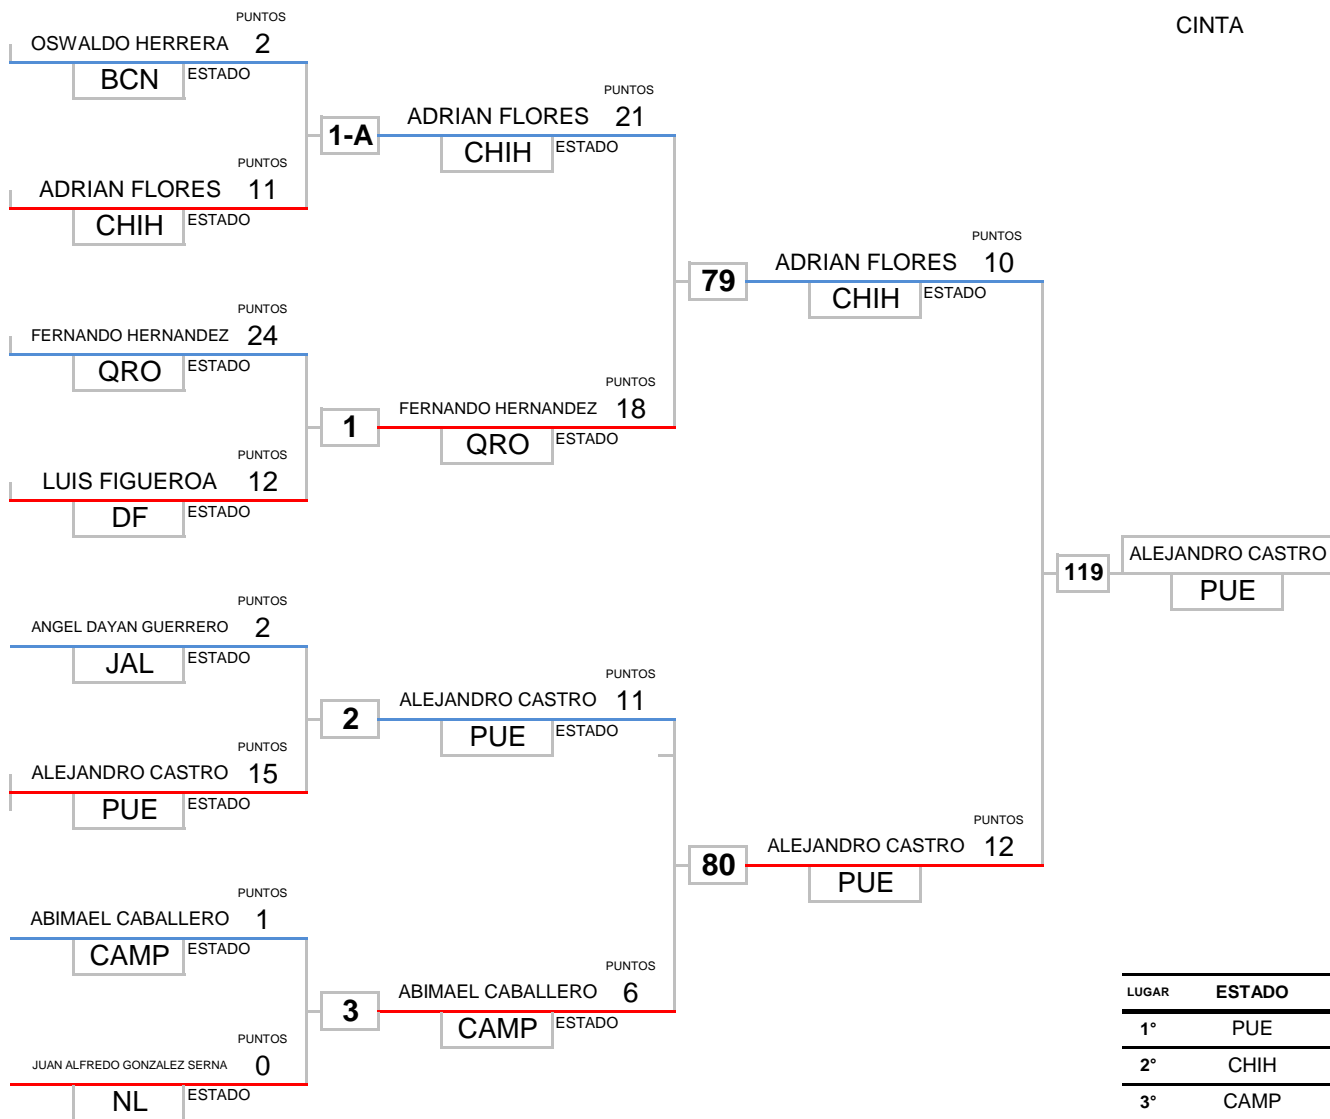 CINTA
PUNTOS
OSWALDO HERRERA 2
BCN ESTADO
PUNTOS
ADRIAN FLORES 11
CHIH ESTADO
1-A
PUNTOS
ADRIAN FLORES 21
CHIH ESTADO
PUNTOS
FERNANDO HERNANDEZ 24
QRO ESTADO
PUNTOS
LUIS FIGUEROA 12
DF ESTADO
1
PUNTOS
FERNANDO HERNANDEZ 18
QRO ESTADO
79
PUNTOS
ADRIAN FLORES 10
CHIH ESTADO
PUNTOS
ANGEL DAYAN GUERRERO 2
JAL ESTADO
PUNTOS
ALEJANDRO CASTRO 15
PUE ESTADO
2
PUNTOS
ALEJANDRO CASTRO 11
PUE ESTADO
PUNTOS
ABIMAEL CABALLERO 1
CAMP ESTADO
PUNTOS
JUAN ALFREDO GONZALEZ SERNA 0
NL ESTADO
3
PUNTOS
ABIMAEL CABALLERO 6
CAMP ESTADO
80
PUNTOS
ALEJANDRO CASTRO 12
PUE
119
ALEJANDRO CASTRO
PUE
LUGAR ESTADO
1° PUE
2° CHIH
3° CAMP